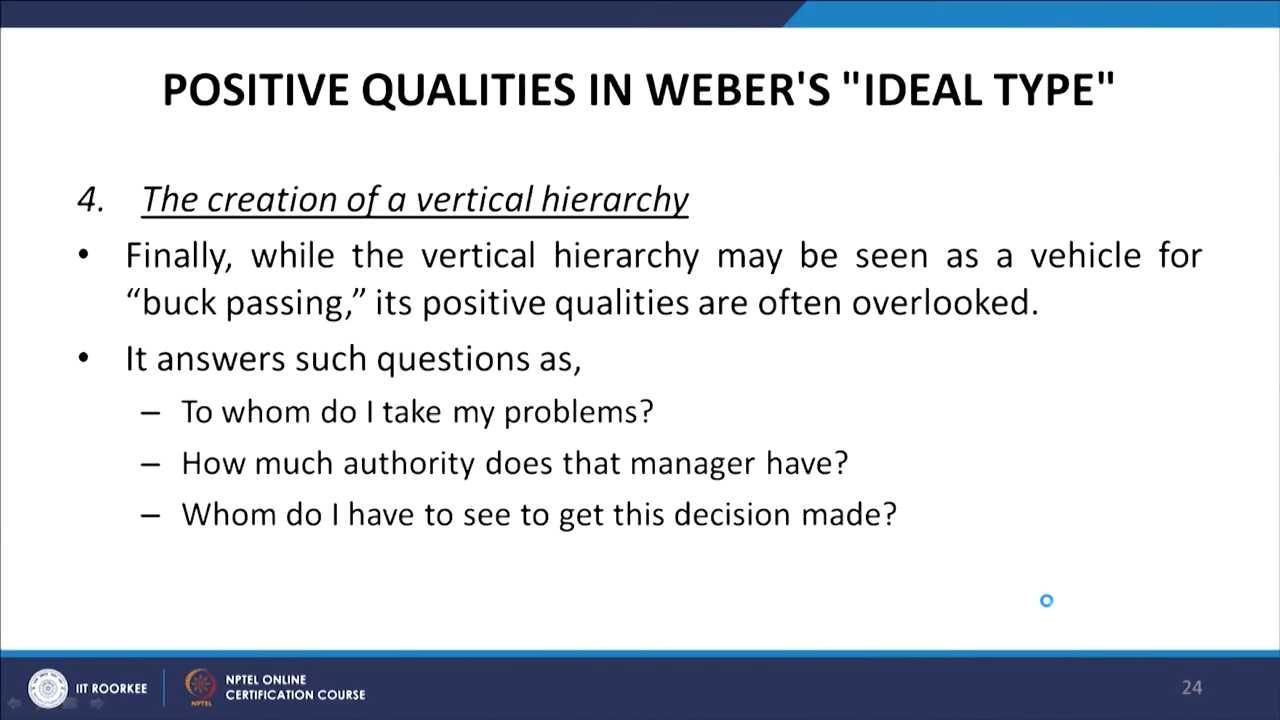 POSITIVE QUALITIES IN WEBER'S "IDEAL TYPE"
4. The creation of a vertical hierarchy
• Finally, while the vertical hierarchy may be seen as a vehicle for
“buck passing,” its positive qualities are often overlooked.
• It answers such questions as,
– To whom do I take my problems?
– How much authority does that manager have?
– Whom do I have to see to get this decision made?
IIT ROORKEE
NPTEL
NPTEL ONLINE
CERTIFICATION COURSE
24